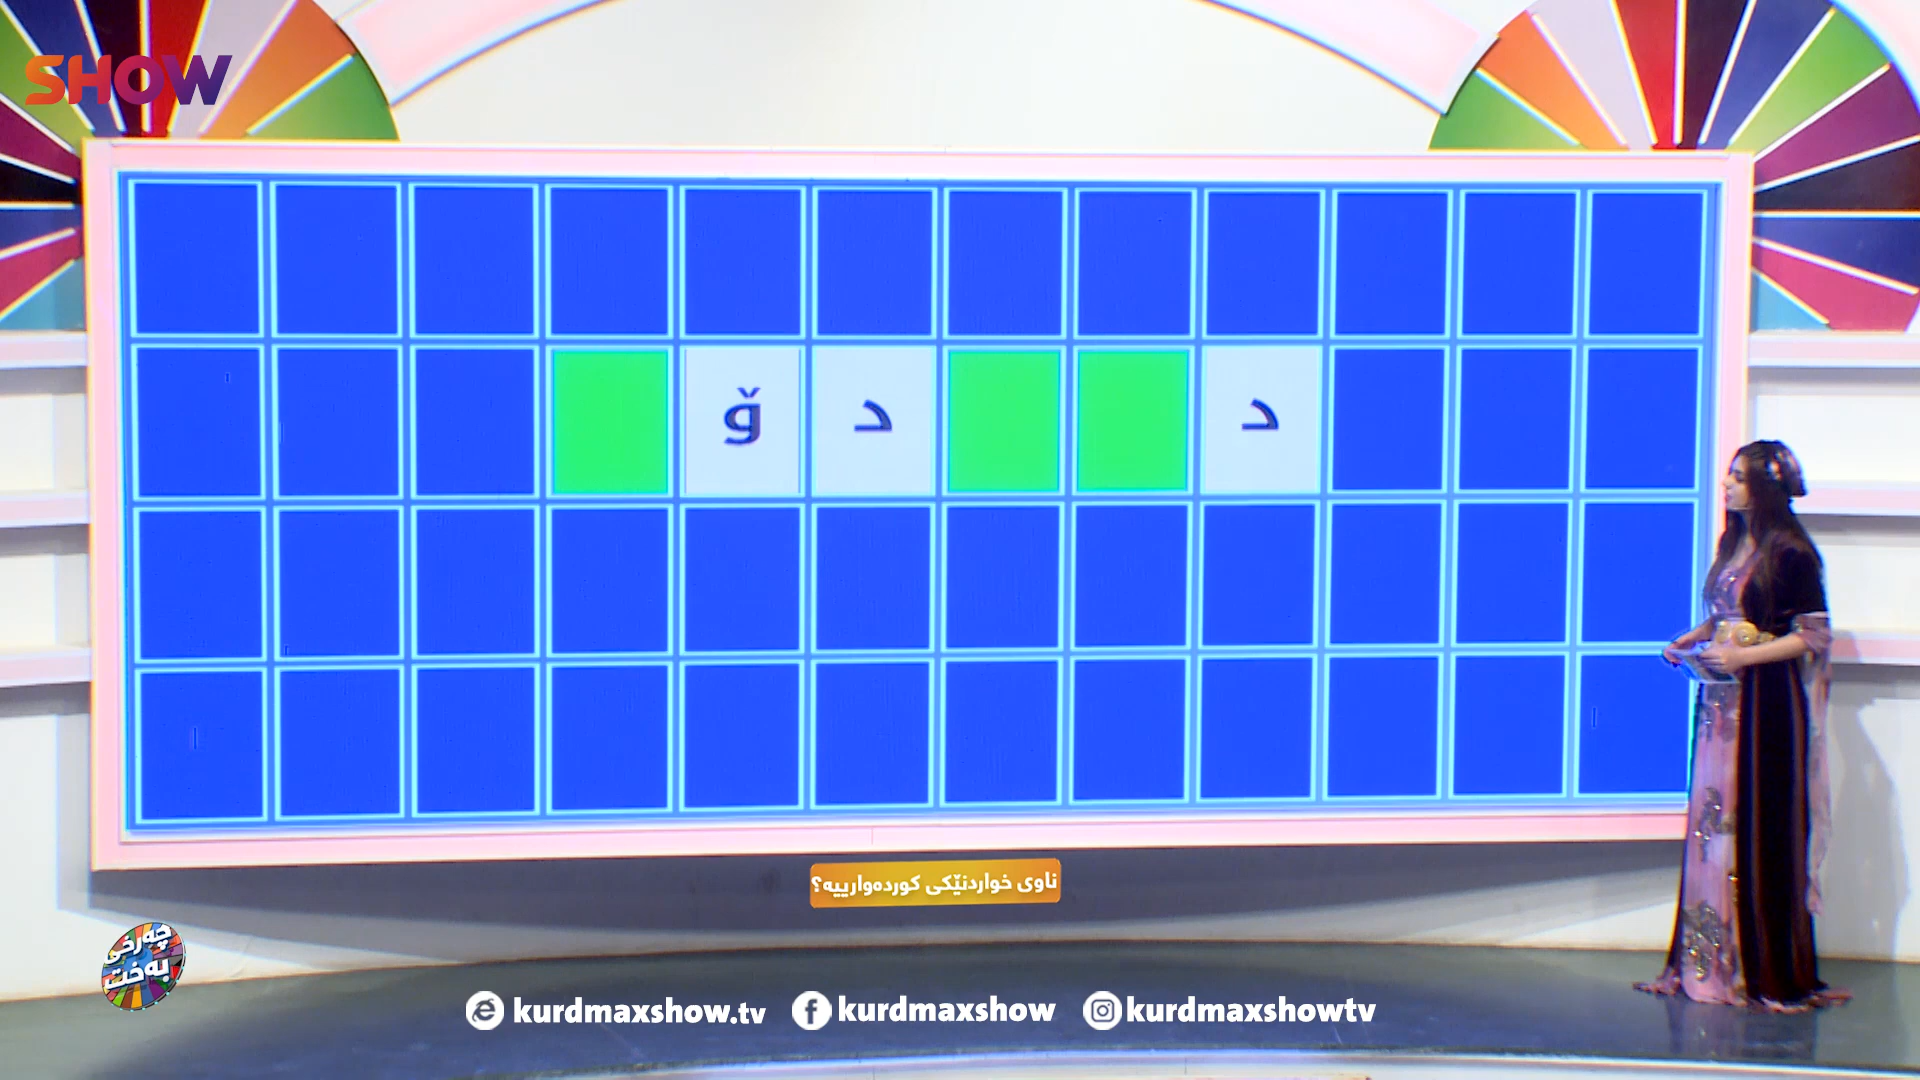 SHOW
د د ۆ
ناوی خواردنێکی کوردەوارییە؟
چەرخی
بەخت
kurdmaxshow.tv kurdmaxshow kurdmaxshowtv